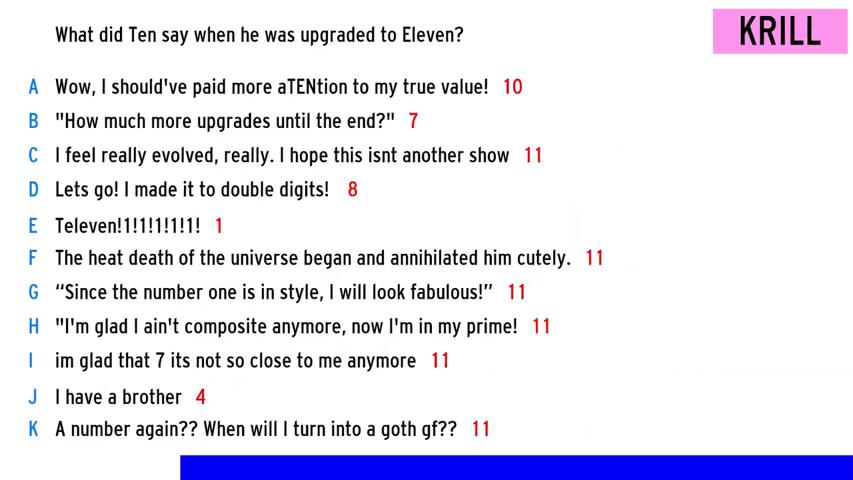 What did Ten say when he was upgraded to Eleven?
KRILL
A Wow, I should've paid more aTENtion to my true value! 10
B "How much more upgrades until the end?" 7
C I feel really evolved, really. I hope this isnt another show 11
D Lets go! I made it to double digits! 8
E Televen!1!1!1!1!1! 1
F The heat death of the universe began and annihilated him cutely. 11
G “Since the number one is in style, I will look fabulous!” 11
H "I'm glad I ain't composite anymore, now I'm in my prime! 11
I im glad that 7 its not so close to me anymore 11
J I have a brother 4
K A number again?? When will I turn into a goth gf?? 11